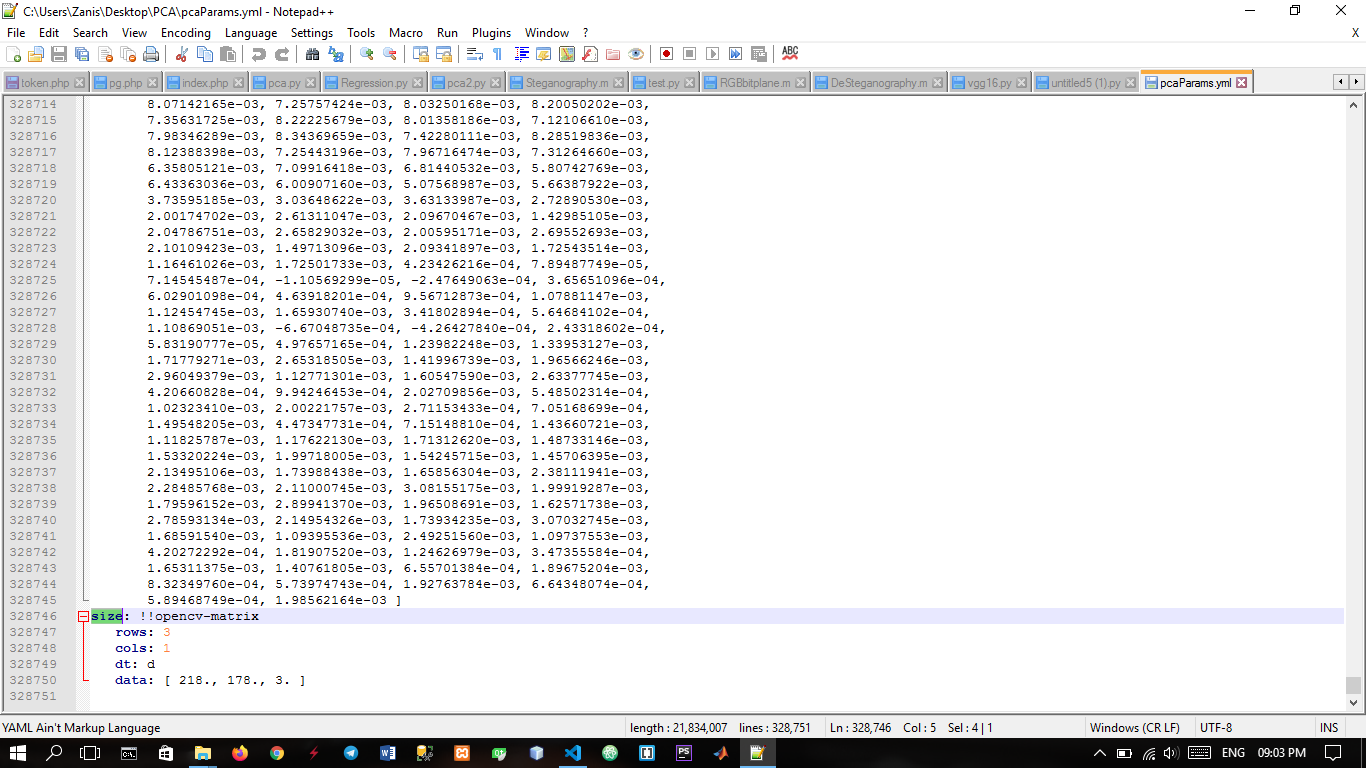 C:\Users\Zanis\Desktop\PCA\pcaParams.yml - Notepad++
File Edit Search View Encoding Language Settings Tools Macro Run Plugins Window ? X
token.php pg.php index.php pca.py Regression.py pca2.py Steganography.m test.py RGBbitplane.m DeSteganography.m vgg16.py untitled5 (1).py pcaParams.yml
328714 8.07142165e-03, 7.25757424e-03, 8.03250168e-03, 8.20050202e-03,
328715 7.35631725e-03, 8.22225679e-03, 8.01358186e-03, 7.12106610e-03,
328716 7.98346289e-03, 8.34369659e-03, 7.42280111e-03, 8.28519836e-03,
328717 8.12388398e-03, 7.25443196e-03, 7.96716474e-03, 7.31264660e-03,
328718 6.35805121e-03, 7.09916418e-03, 6.81440532e-03, 5.80742769e-03,
328719 6.43363036e-03, 6.00907160e-03, 5.07568987e-03, 5.66387922e-03,
328720 3.73595185e-03, 3.03648622e-03, 3.63133987e-03, 2.72890530e-03,
328721 2.00174702e-03, 2.61311047e-03, 2.09670467e-03, 1.42985105e-03,
328722 2.04786751e-03, 2.65829032e-03, 2.00595171e-03, 2.69552693e-03,
328723 2.10109423e-03, 1.49713096e-03, 2.09341897e-03, 1.72543514e-03,
328724 1.16461026e-03, 1.72501733e-03, 4.23426216e-04, 7.89487749e-05,
328725 7.14545487e-04, -1.10569299e-05, -2.47649063e-04, 3.65651096e-04,
328726 6.02901098e-04, 4.63918201e-04, 9.56712873e-04, 1.07881147e-03,
328727 1.12454745e-03, 1.65930740e-03, 3.41802894e-04, 5.64684102e-04,
328728 1.10869051e-03, -6.67048735e-04, -4.26427840e-04, 2.43318602e-04,
328729 5.83190777e-05, 4.97657165e-04, 1.23982248e-03, 1.33953127e-03,
328730 1.71779271e-03, 2.65318505e-03, 1.41996739e-03, 1.96566246e-03,
328731 2.96049379e-03, 1.12771301e-03, 1.60547590e-03, 2.63377745e-03,
328732 4.20660828e-04, 9.94246453e-04, 2.02709856e-03, 5.48502314e-04,
328733 1.02323410e-03, 2.00221757e-03, 2.71153433e-04, 7.05168699e-04,
328734 1.49548205e-03, 4.47347731e-04, 7.15148810e-04, 1.43660721e-03,
328735 1.11825787e-03, 1.17622130e-03, 1.71312620e-03, 1.48733146e-03,
328736 1.53320224e-03, 1.99718005e-03, 1.54245715e-03, 1.45706395e-03,
328737 2.13495106e-03, 1.73988438e-03, 1.65856304e-03, 2.38111941e-03,
328738 2.28485768e-03, 2.11000745e-03, 3.08155175e-03, 1.99919287e-03,
328739 1.79596152e-03, 2.89941370e-03, 1.96508691e-03, 1.62571738e-03,
328740 2.78593134e-03, 2.14954326e-03, 1.73934235e-03, 3.07032745e-03,
328741 1.68591540e-03, 1.09395536e-03, 2.49251560e-03, 1.09737553e-03,
328742 4.20272292e-04, 1.81907520e-03, 1.24626979e-03, 3.47355584e-04,
328743 1.65311375e-03, 1.40761805e-03, 6.55701384e-04, 1.89675204e-03,
328744 8.32349760e-04, 5.73974743e-04, 1.92763784e-03, 6.64348074e-04,
328745 5.89468749e-04, 1.98562164e-03 ]
328746 size: !!opencv-matrix
328747 rows: 3
328748 cols: 1
328749 dt: d
328750 data: [ 218., 178., 3. ]
328751
YAML Ain't Markup Language length : 21,834,007 lines : 328,751 Ln : 328,746 Col : 5 Sel : 4 | 1 Windows (CR LF) UTF-8 INS
ENG 09:03 PM